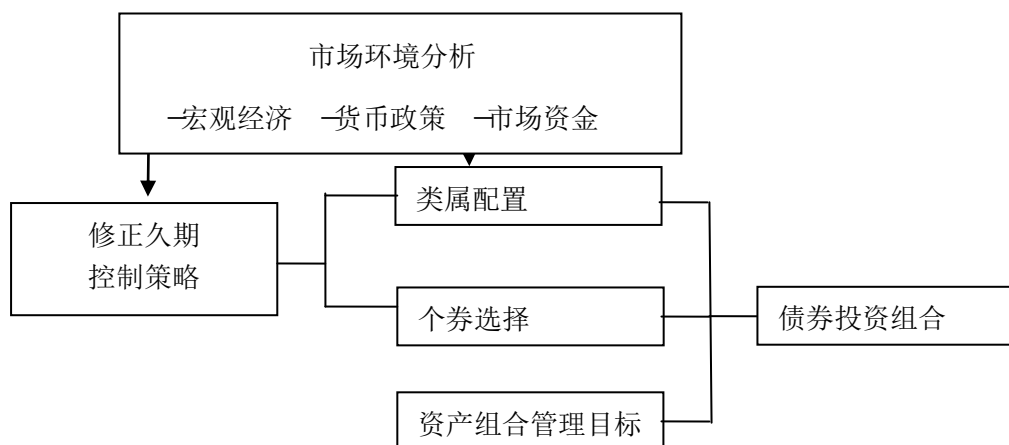 市场环境分析
–宏观经济 –货币政策 –市场资金
类属配置
修正久期
控制策略
个券选择
债券投资组合
资产组合管理目标